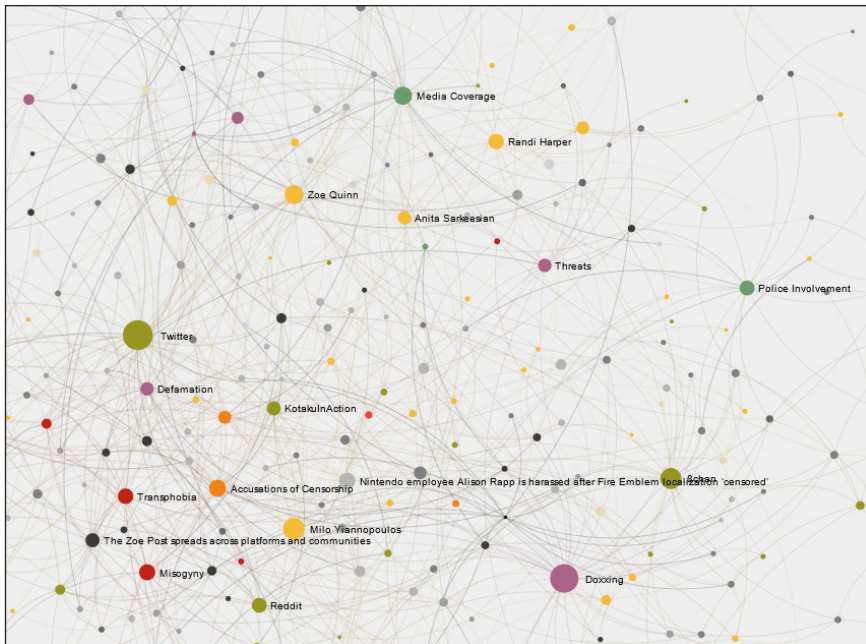 Media Coverage
Randi Harper
Zoe Quinn
Anita Sarkeesian
Threats
Police Involvement
Twitter
Defamation
KotakuInAction
Nintendo employee Alison Rapp is harassed after Fire Emblem localization 'censored'
8chan
Transphobia
Accusations of Censorship
Milo Yiannopoulos
The Zoe Post spreads across platforms and communities
Misogyny
Doxxing
Reddit